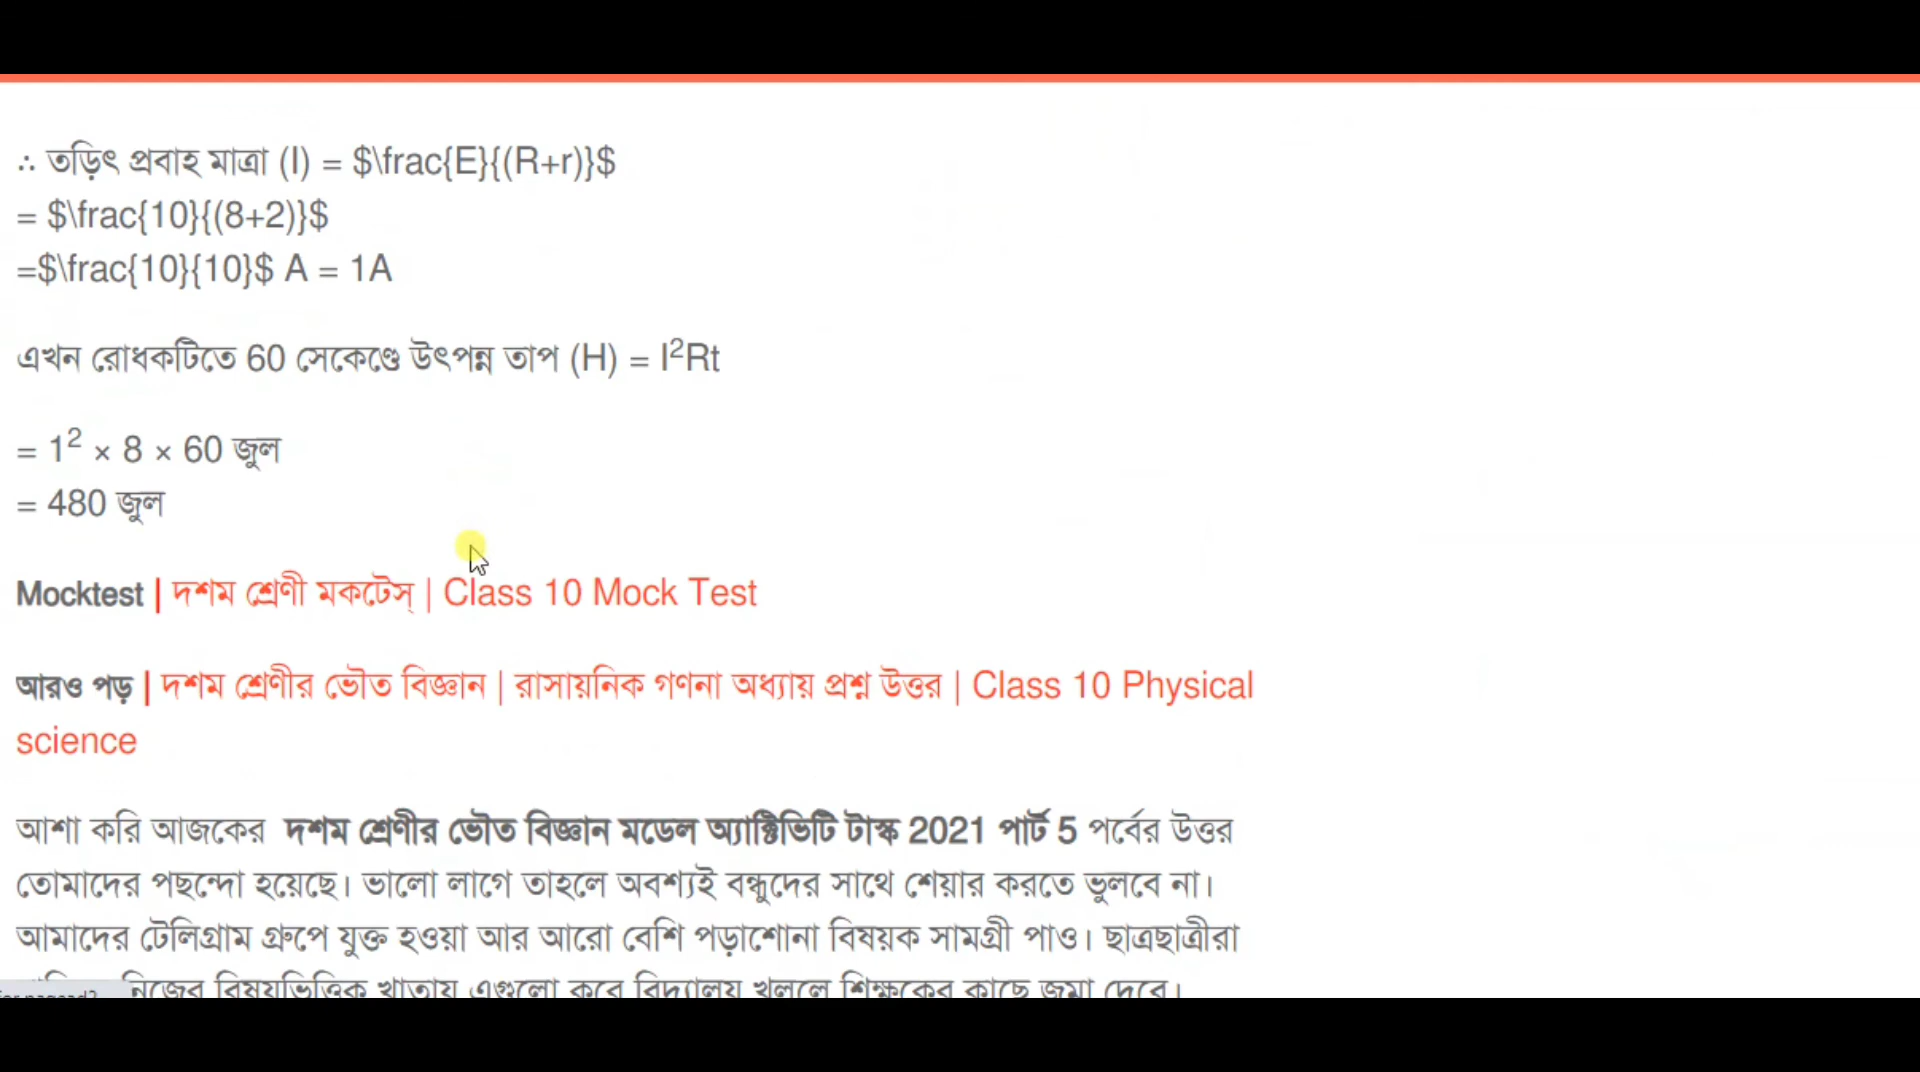 ∴ তড়িৎ প্রবাহ মাত্রা (I) = $\frac{E}{(R+r)}$
= $\frac{10}{(8+2)}$
=$\frac{10}{10}$ A = 1A
এখন রোধকটিতে 60 সেকেণ্ডে উৎপন্ন তাপ (H) = I²Rt
= 1² × 8 × 60 জুল
= 480 জুল
Mocktest | দশম শ্রেণী মকটেস্ | Class 10 Mock Test
আরও পড় | দশম শ্রেণীর ভৌত বিজ্ঞান | রাসায়নিক গণনা অধ্যায় প্রশ্ন উত্তর | Class 10 Physical
science
আশা করি আজকের দশম শ্রেণীর ভৌত বিজ্ঞান মডেল অ্যাক্টিভিটি টাস্ক 2021 পার্ট 5 পর্বের উত্তর
তোমাদের পছন্দো হয়েছে। ভালো লাগে তাহলে অবশ্যই বন্ধুদের সাথে শেয়ার করতে ভুলবে না।
আমাদের টেলিগ্রাম গ্রুপে যুক্ত হওয়া আর আরো বেশি পড়াশোনা বিষয়ক সামগ্রী পাও। ছাত্রছাত্রীরা
নিজের বিষয়ভিত্তিক খাতায় এগুলো করে বিদ্যালয় খুললে শিক্ষকের কাছে জমা দেবে।